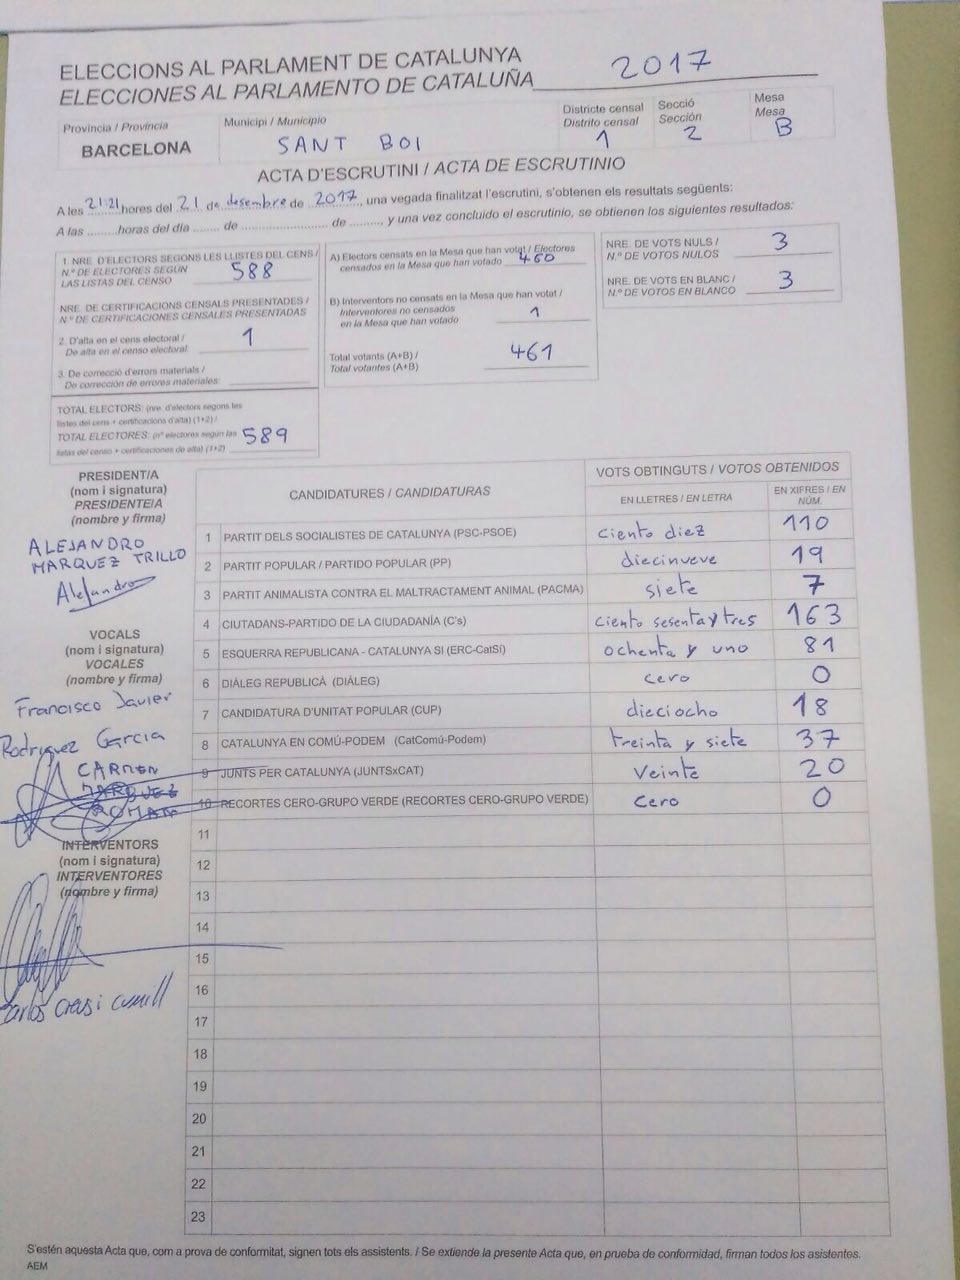 ELECCIONS AL PARLAMENT DE CATALUNYA
ELECCIONES AL PARLAMENTO DE CATALUÑA 2017
Província / Provincia
BARCELONA
Municipi / Municipio
SANT BOI
Districte censal
Distrito censal
1
Secció
Sección
2
Mesa
Mesa
B
ACTA D'ESCRUTINI / ACTA DE ESCRUTINIO
A les 21:21 hores del 21 de desembre de 2017, una vegada finalitzat l'escrutini, s'obtenen els resultats següents:
A las ........horas del día ....... de ....................... de ........, y una vez concluido el escrutinio, se obtienen los siguientes resultados:
1. NRE. D'ELECTORS SEGONS LES LLISTES DEL CENS /
N.º DE ELECTORES SEGÚN
LAS LISTAS DEL CENSO 588
NRE. DE CERTIFICACIONS CENSALS PRESENTADES /
N.º DE CERTIFICACIONES CENSALES PRESENTADAS
2. D'alta en el cens electoral /
De alta en el censo electoral 1
3. De correcció d'errors materials /
De corrección de errores materiales:
TOTAL ELECTORS: (nre. d'electors segons les
llistes del cens + certificacions d'alta) (1+2) /
TOTAL ELECTORES: (nº electores según las
listas del censo + certificaciones de alta) (1+2) 589
A) Electors censats en la Mesa que han votat / Electores
censados en la Mesa que han votado 460
B) Interventors no censats en la Mesa que han votat /
Interventores no censados
en la Mesa que han votado 1
Total votants (A+B) /
Total votantes (A+B) 461
NRE. DE VOTS NULS /
N.º DE VOTOS NULOS 3
NRE. DE VOTS EN BLANC /
N.º DE VOTOS EN BLANCO 3
PRESIDENT/A
(nom i signatura)
PRESIDENTE/A
(nombre y firma)
ALEJANDRO
MARQUEZ TRILLO
Alejandro
VOCALS
(nom i signatura)
VOCALES
(nombre y firma)
Francisco Javier
Rodriguez Garcia
CARMEN
MARQUEZ
ROMAN
INTERVENTORS
(nom i signatura)
INTERVENTORES
(nombre y firma)
CANDIDATURES / CANDIDATURAS
VOTS OBTINGUTS / VOTOS OBTENIDOS
EN LLETRES / EN LETRA
EN XIFRES / EN
NÚM.
1 PARTIT DELS SOCIALISTES DE CATALUNYA (PSC-PSOE) ciento diez 110
2 PARTIT POPULAR / PARTIDO POPULAR (PP) diecinueve 19
3 PARTIT ANIMALISTA CONTRA EL MALTRACTAMENT ANIMAL (PACMA) siete 7
4 CIUTADANS-PARTIDO DE LA CIUDADANÍA (C's) ciento sesenta y tres 163
5 ESQUERRA REPUBLICANA - CATALUNYA SI (ERC-CatSí) ochenta y uno 81
6 DIÀLEG REPUBLICÀ (DIÀLEG) cero 0
7 CANDIDATURA D'UNITAT POPULAR (CUP) dieciocho 18
8 CATALUNYA EN COMÚ-PODEM (CatComú-Podem) treinta y siete 37
9 JUNTS PER CATALUNYA (JUNTSxCAT) veinte 20
10 RECORTES CERO-GRUPO VERDE (RECORTES CERO-GRUPO VERDE) cero 0
11
12
13
14
15
16
17
18
19
20
21
22
23
S'estén aquesta Acta que, com a prova de conformitat, signen tots els assistents. / Se extiende la presente Acta que, en prueba de conformidad, firman todos los asistentes.
AEM